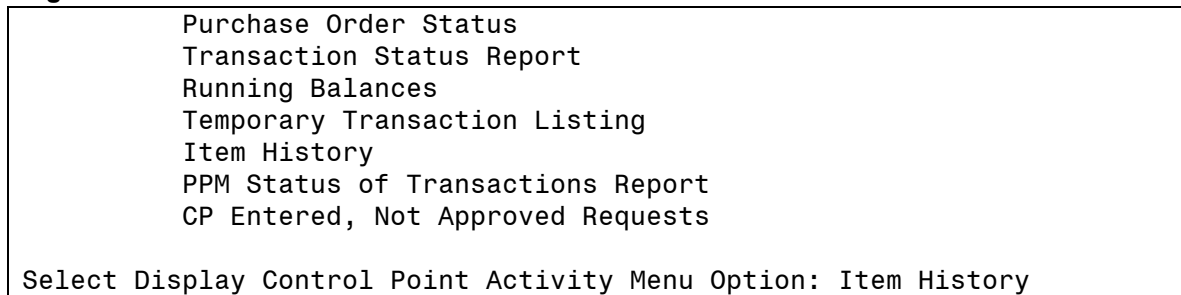 Purchase Order Status
Transaction Status Report
Running Balances
Temporary Transaction Listing
Item History
PPM Status of Transactions Report
CP Entered, Not Approved Requests
Select Display Control Point Activity Menu Option: Item History